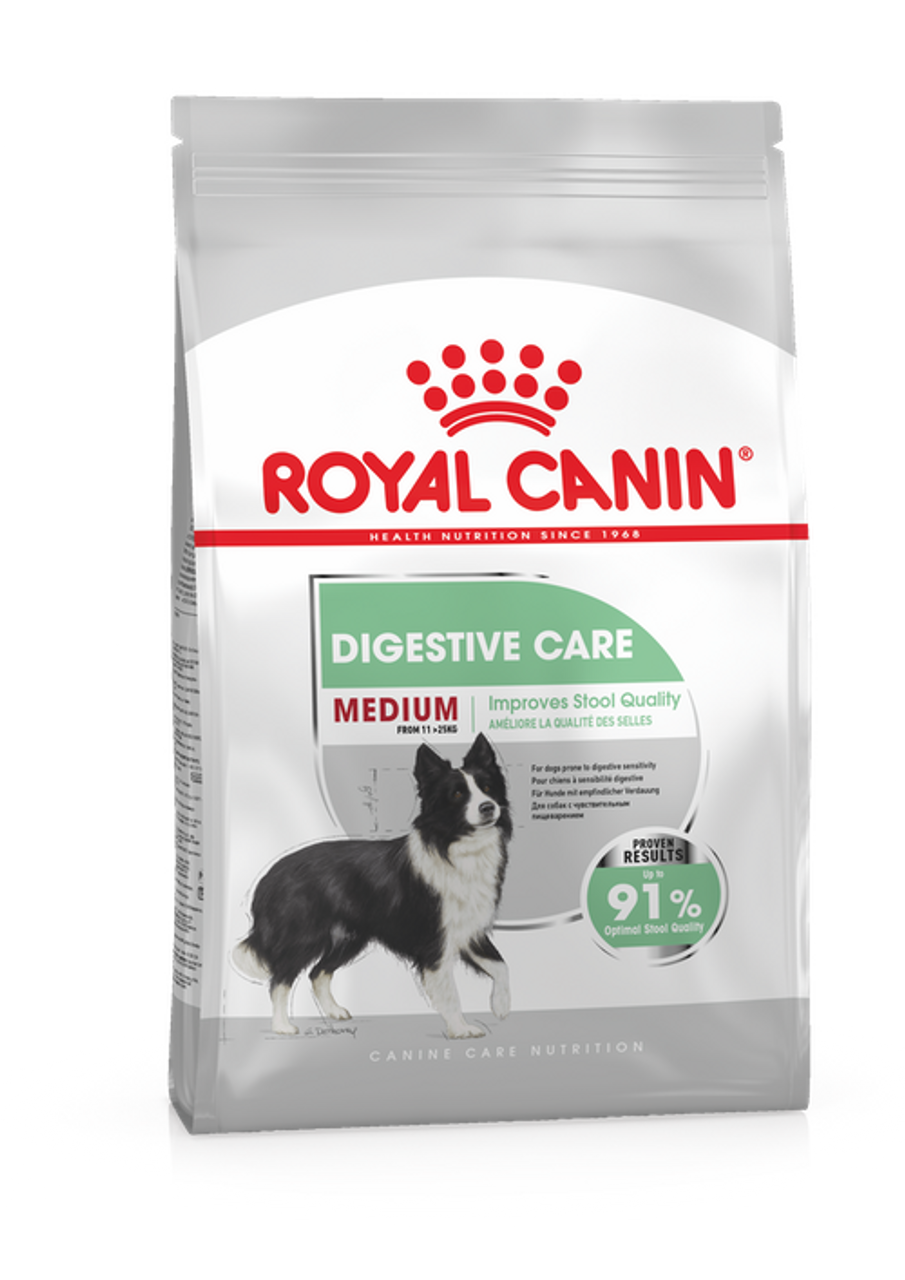 ROYAL CANIN®
HEALTH NUTRITION SINCE 1968
DIGESTIVE CARE
MEDIUM
FROM 11 > 25KG
Improves Stool Quality
AMÉLIORE LA QUALITÉ DES SELLES
For dogs prone to digestive sensitivity
Pour chiens à sensibilité digestive
Für Hunde mit empfindlicher Verdauung
Для собак с чувствительным
пищеварением
PROVEN
RESULTS
Up to
91%
Optimal Stool Quality
CANINE CARE NUTRITION